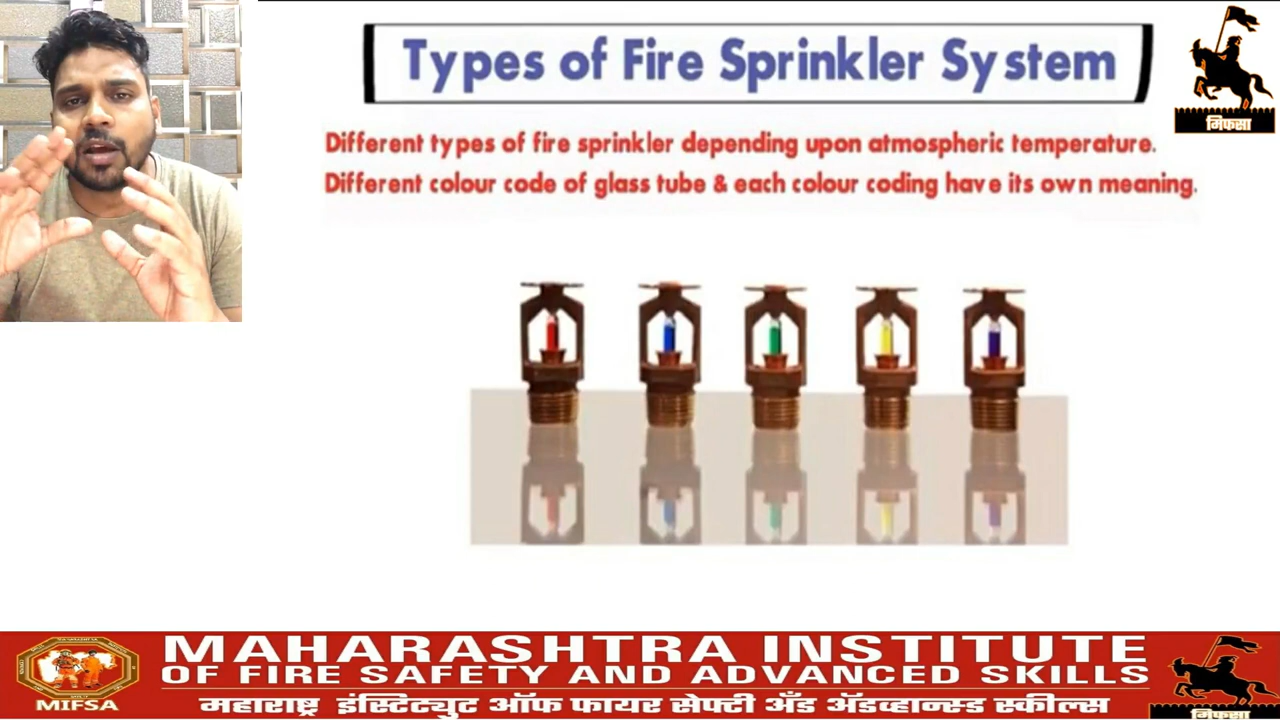 Types of Fire Sprinkler System
मिफसा
Different types of fire sprinkler depending upon atmospheric temperature.
Different colour code of glass tube & each colour coding have its own meaning.
MAHARASHTRA INSTITUTE
OF FIRE SAFETY AND ADVANCED SKILLS
महाराष्ट्र इंस्टिट्युट ऑफ फायर सेफ्टी अँड अ‍ॅडव्हान्स्ड स्कील्स
MIFSA
मिफसा